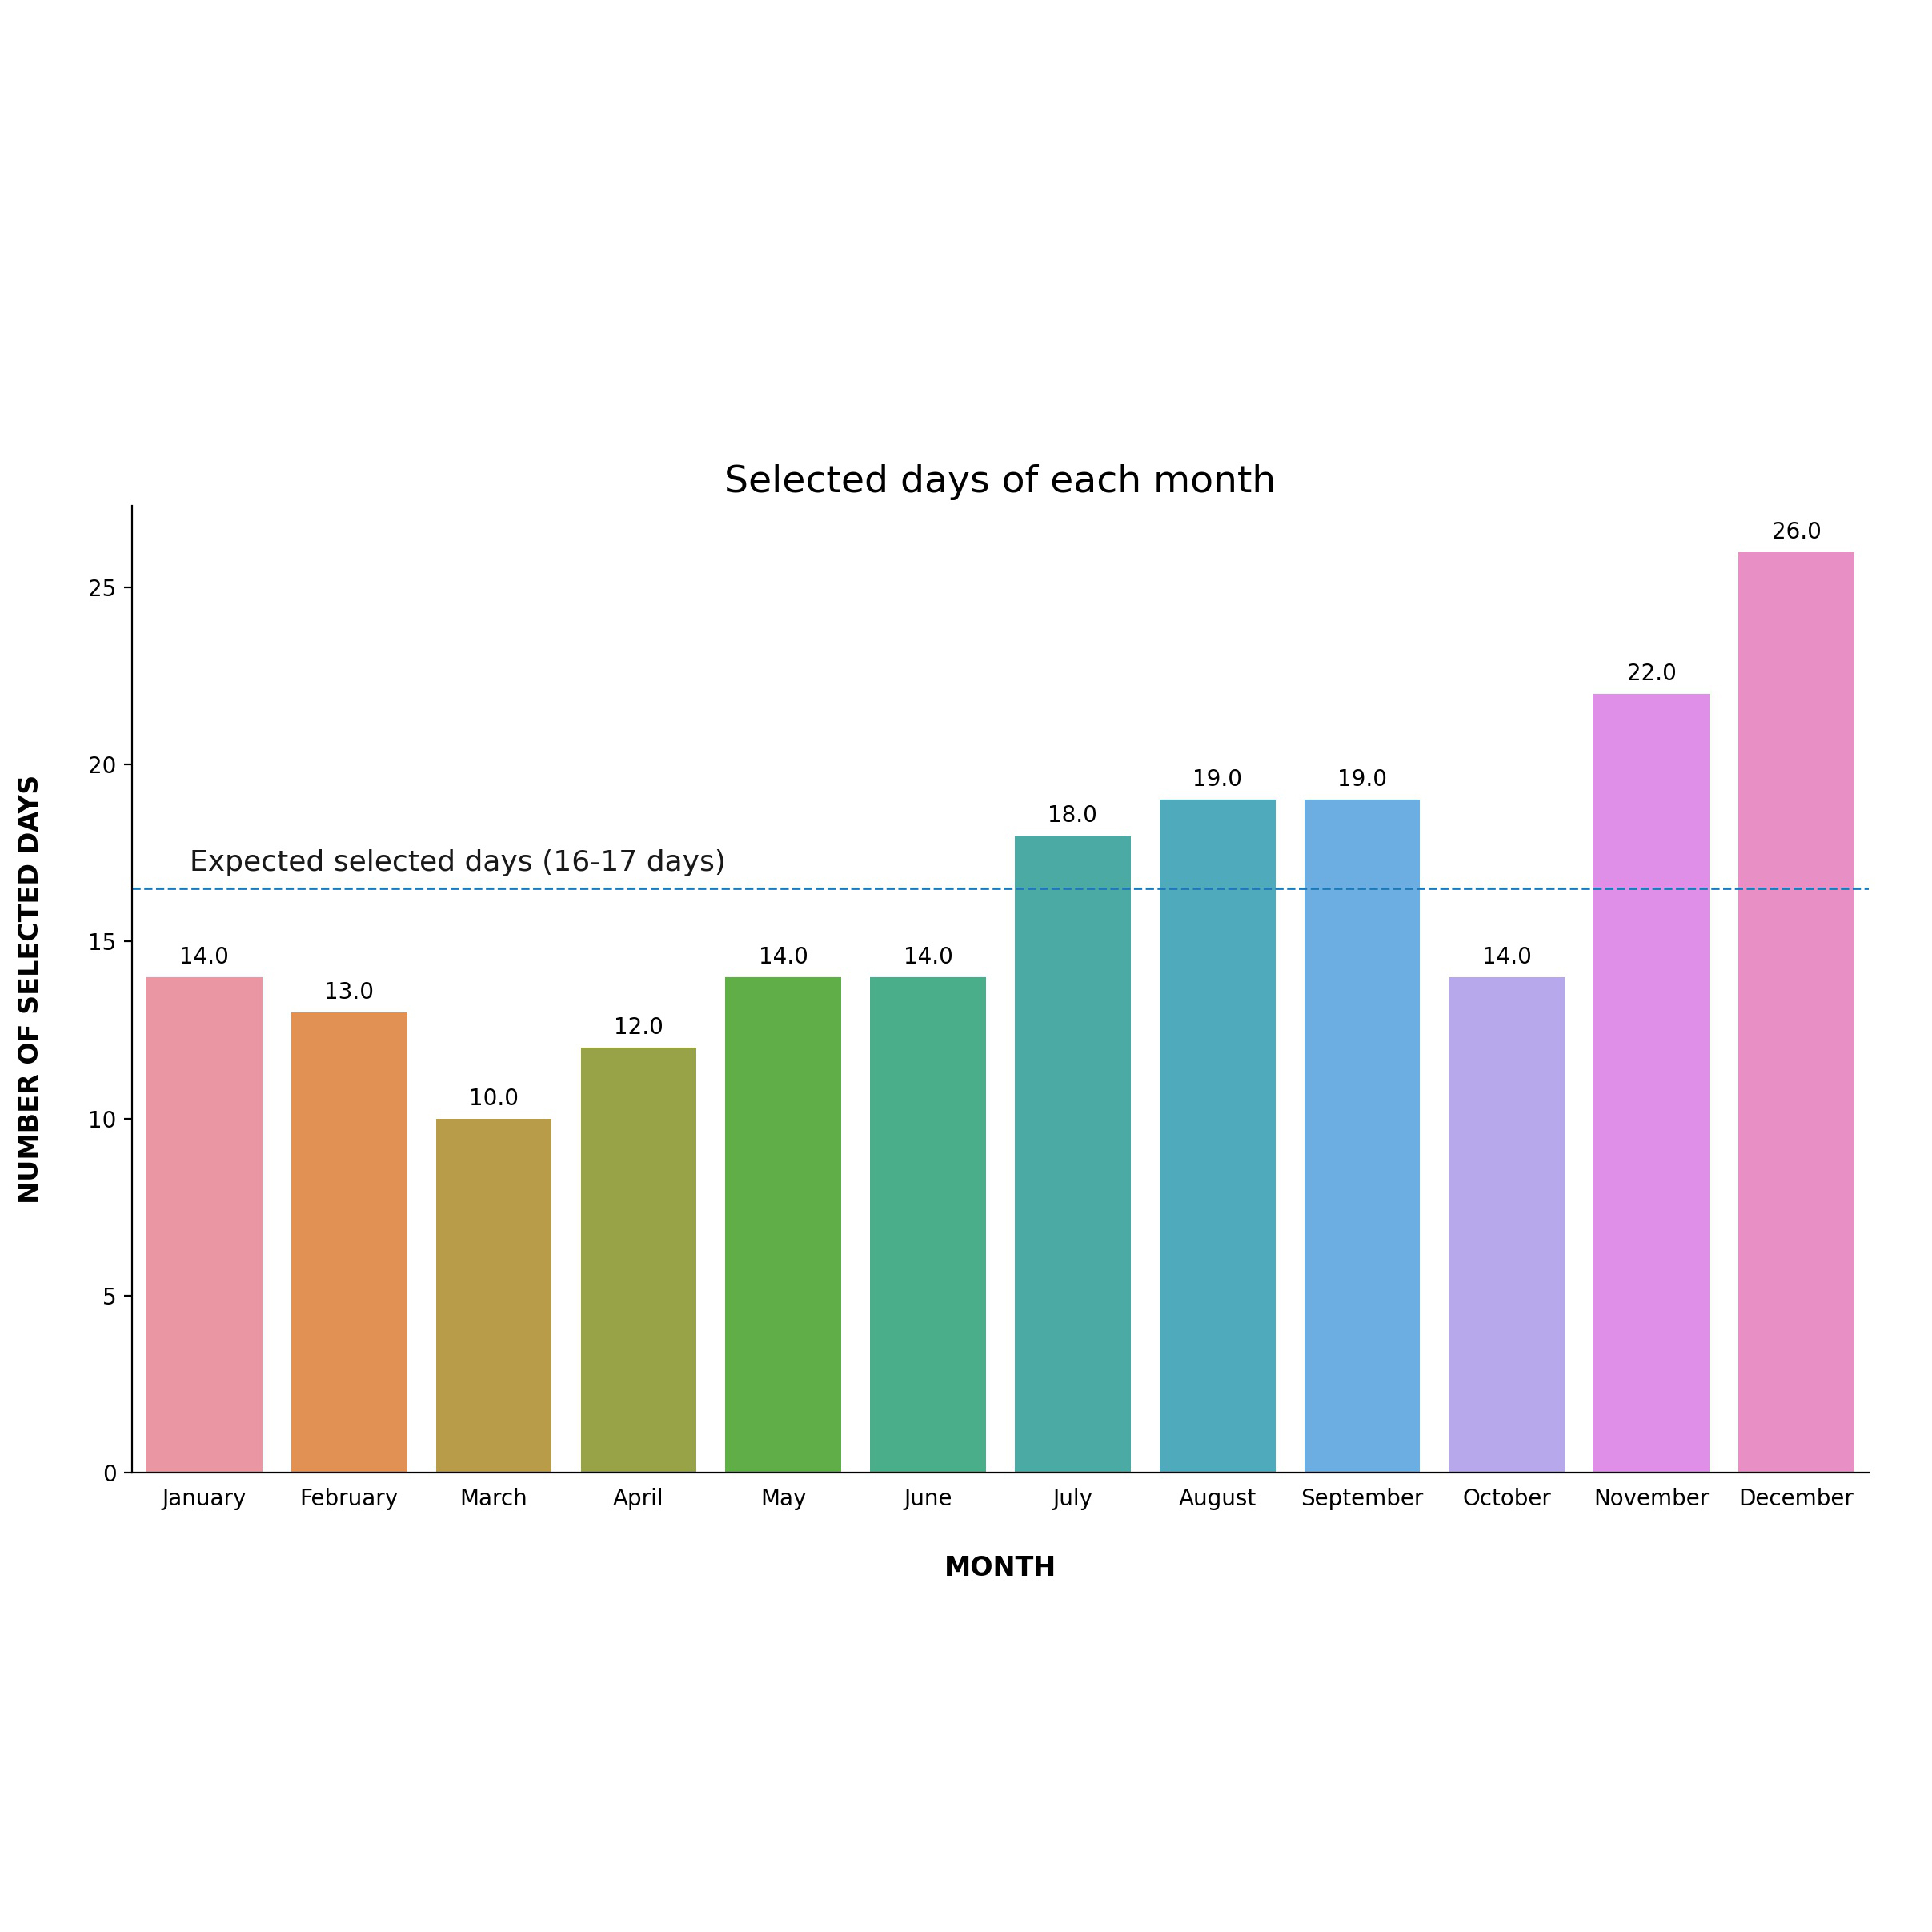 Selected days of each month
26.0
25
22.0
20
19.0 19.0
18.0
Expected selected days (16-17 days)
15
14.0 14.0 14.0 14.0
13.0
12.0
10.0
10
5
0
NUMBER OF SELECTED DAYS
January February March April May June July August September October November December
MONTH